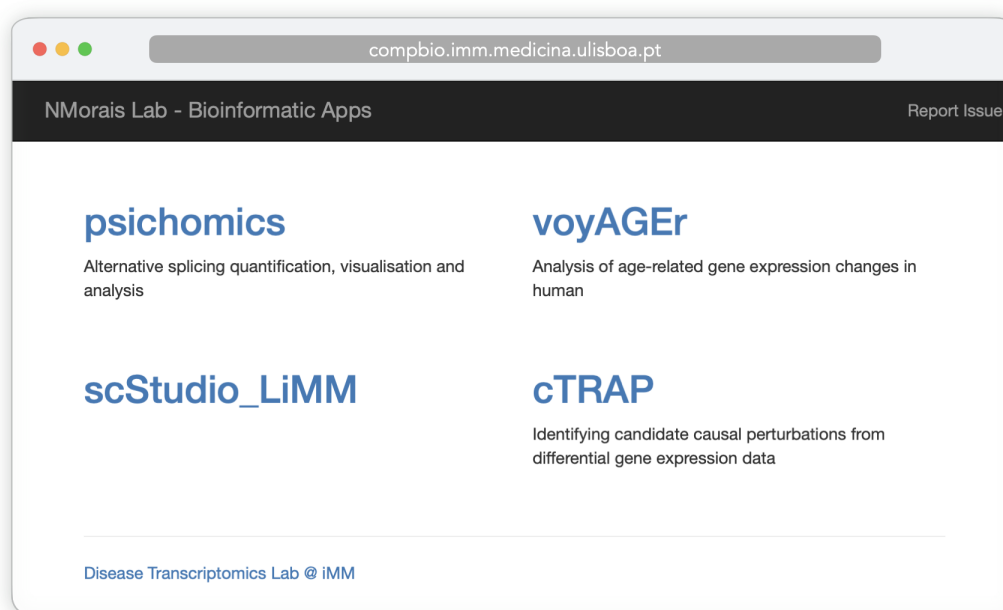 compbio.imm.medicina.ulisboa.pt
NMorais Lab - Bioinformatic Apps
Report Issue
psichomics
Alternative splicing quantification, visualisation and
analysis
voyAGEr
Analysis of age-related gene expression changes in
human
scStudio_LiMM
cTRAP
Identifying candidate causal perturbations from
differential gene expression data
Disease Transcriptomics Lab @ iMM